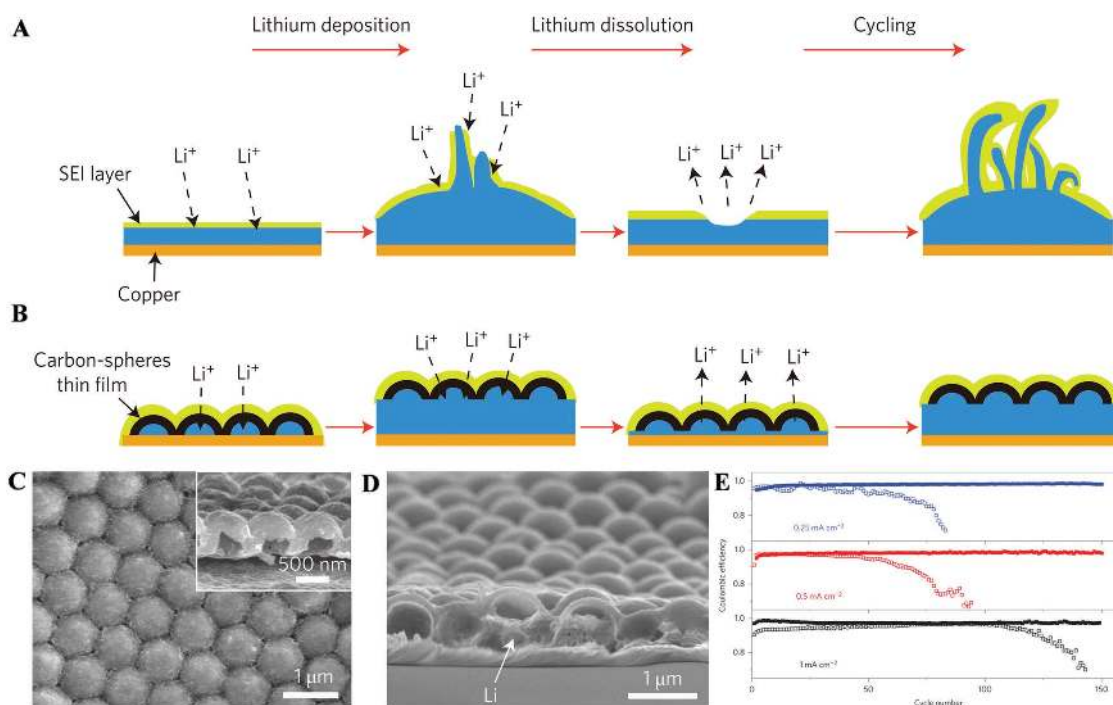 A
Lithium deposition
Lithium dissolution
Cycling
Li⁺
Li⁺
Li⁺
Li⁺
Li⁺
Li⁺
Li⁺
Li⁺
SEI layer
Copper
B
Carbon-spheres
thin film
Li⁺
Li⁺
Li⁺
Li⁺
Li⁺
Li⁺
Li⁺
Li⁺
C
500 nm
1 μm
D
Li
1 μm
E
Coulombic efficiency
1.0
0.8
0.25 mA cm⁻²
1.0
0.8
0.5 mA cm⁻²
1.0
0.8
1 mA cm⁻²
0
50
100
150
Cycle number